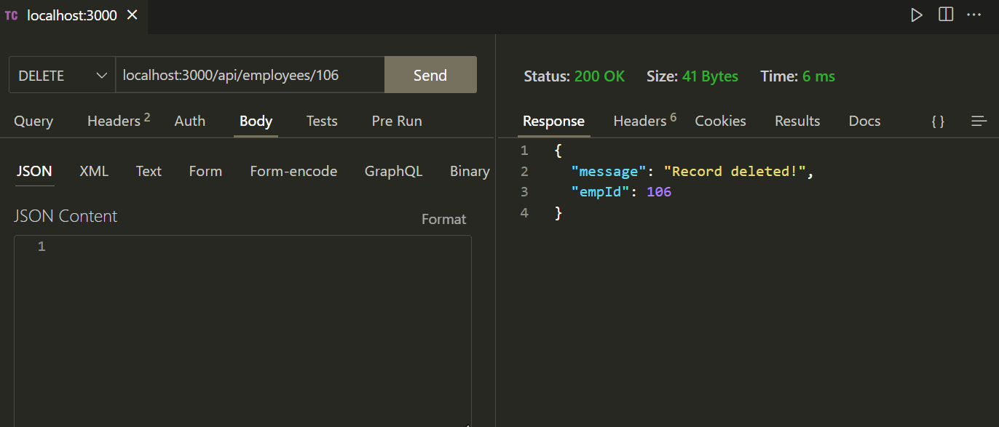 TC localhost:3000
DELETE localhost:3000/api/employees/106 Send
Query Headers 2 Auth Body Tests Pre Run
JSON XML Text Form Form-encode GraphQL Binary
JSON Content Format
1
Status: 200 OK Size: 41 Bytes Time: 6 ms
Response Headers 6 Cookies Results Docs { }
1 {
2 "message": "Record deleted!",
3 "empId": 106
4 }